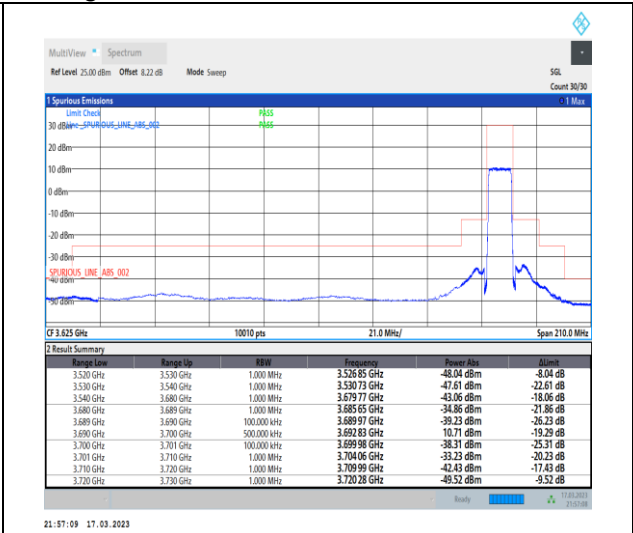 MultiView Spectrum
Ref Level 25.00 dBm Offset 8.22 dB Mode Sweep SGL
Count 30/30
1 Spurious Emissions 1 Max
Limit Check PASS
30 dBm Line _SPURIOUS_LINE_ABS_002 PASS
20 dBm
10 dBm
0 dBm
-10 dBm
-20 dBm
-30 dBm
SPURIOUS_LINE_ABS_002
-40 dBm
-50 dBm
CF 3.625 GHz 10010 pts 21.0 MHz/ Span 210.0 MHz
2 Result Summary
Range Low Range Up RBW Frequency Power Abs ΔLimit
3.520 GHz 3.530 GHz 1.000 MHz 3.526 85 GHz -48.04 dBm -8.04 dB
3.530 GHz 3.540 GHz 1.000 MHz 3.530 73 GHz -47.61 dBm -22.61 dB
3.540 GHz 3.680 GHz 1.000 MHz 3.679 77 GHz -43.06 dBm -18.06 dB
3.680 GHz 3.689 GHz 1.000 MHz 3.685 65 GHz -34.86 dBm -21.86 dB
3.689 GHz 3.690 GHz 100.000 kHz 3.689 97 GHz -39.23 dBm -26.23 dB
3.690 GHz 3.700 GHz 500.000 kHz 3.692 83 GHz 10.71 dBm -19.29 dB
3.700 GHz 3.701 GHz 100.000 kHz 3.699 98 GHz -38.31 dBm -25.31 dB
3.701 GHz 3.710 GHz 1.000 MHz 3.704 06 GHz -33.23 dBm -20.23 dB
3.710 GHz 3.720 GHz 1.000 MHz 3.709 99 GHz -42.43 dBm -17.43 dB
3.720 GHz 3.730 GHz 1.000 MHz 3.720 28 GHz -49.52 dBm -9.52 dB
Ready 17.03.2023
21:57:08
21:57:09 17.03.2023